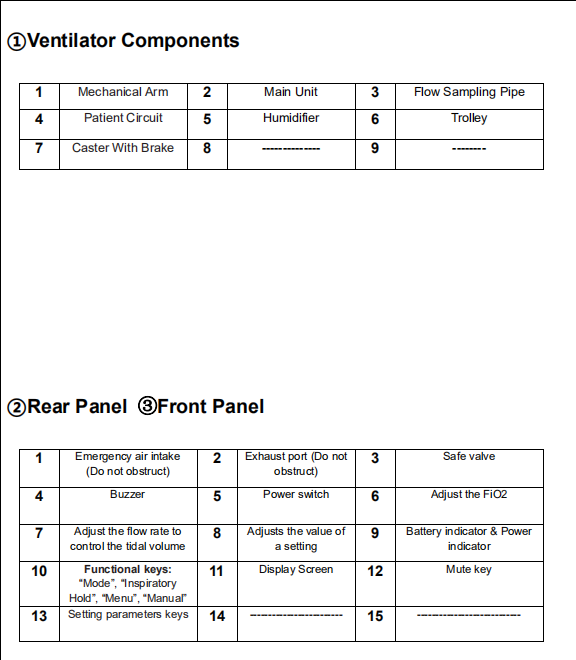 ①Ventilator Components
1 Mechanical Arm 2 Main Unit 3 Flow Sampling Pipe
4 Patient Circuit 5 Humidifier 6 Trolley
7 Caster With Brake 8 -------------- 9 --------
②Rear Panel ③Front Panel
1 Emergency air intake (Do not obstruct) 2 Exhaust port (Do not obstruct) 3 Safe valve
4 Buzzer 5 Power switch 6 Adjust the FiO2
7 Adjust the flow rate to control the tidal volume 8 Adjusts the value of a setting 9 Battery indicator & Power indicator
10 Functional keys: “Mode”, “Inspiratory Hold”, “Menu”, “Manual” 11 Display Screen 12 Mute key
13 Setting parameters keys 14 ------------------------ 15 ---------------------------